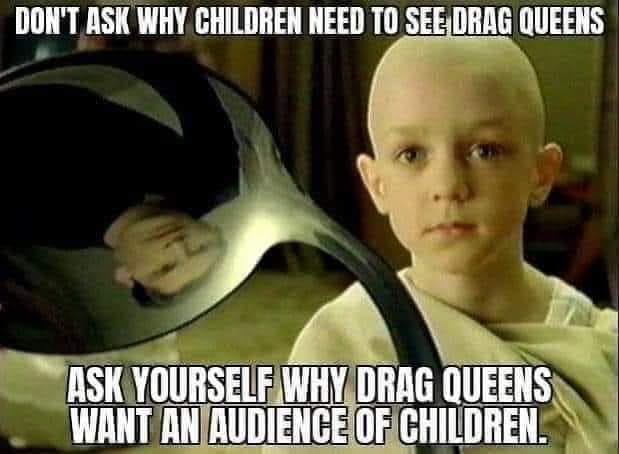 DON'T ASK WHY CHILDREN NEED TO SEE DRAG QUEENS
ASK YOURSELF WHY DRAG QUEENS
WANT AN AUDIENCE OF CHILDREN.